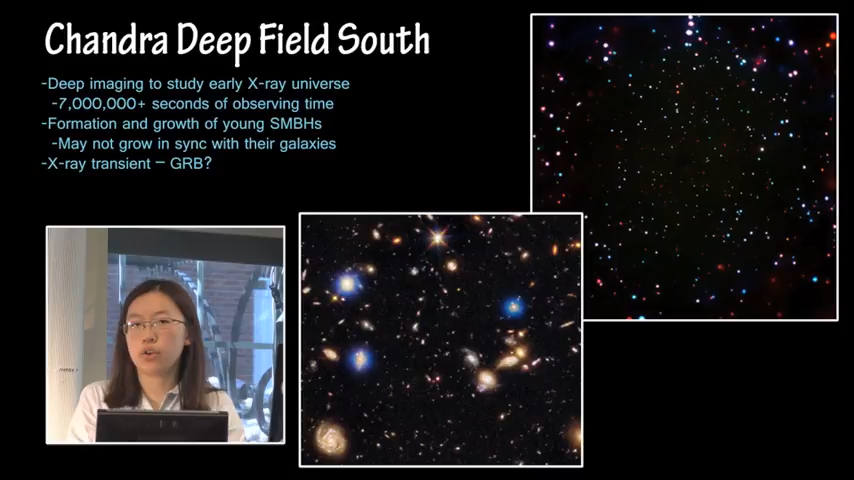 Chandra Deep Field South
-Deep imaging to study early X-ray universe
-7,000,000+ seconds of observing time
-Formation and growth of young SMBHs
-May not grow in sync with their galaxies
-X-ray transient – GRB?